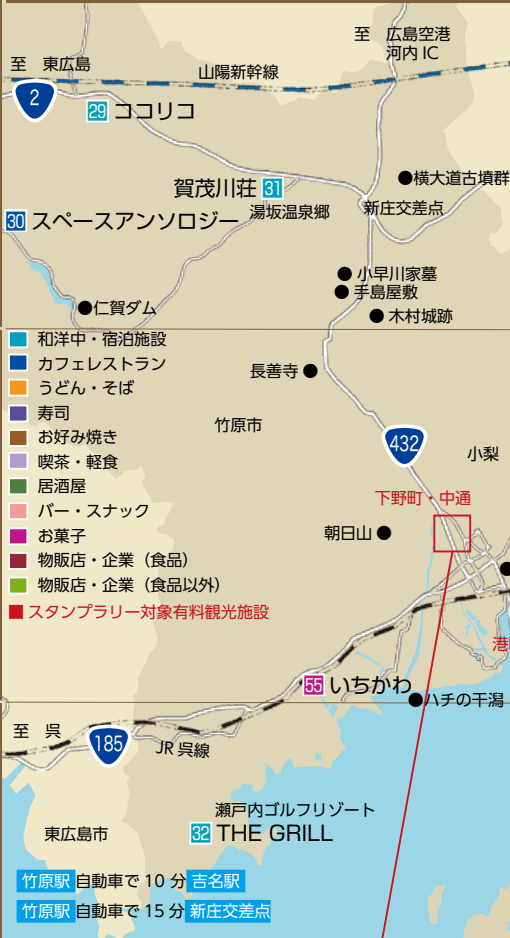 至 広島空港
河内 IC
至 東広島
山陽新幹線
2
29 ココリコ
賀茂川荘 31
●横大道古墳群
湯坂温泉郷
新庄交差点
30 スペースアンソロジー
●小早川家墓
●手島屋敷
●仁賀ダム
●木村城跡
和洋中・宿泊施設
カフェレストラン
うどん・そば
寿司
お好み焼き
喫茶・軽食
居酒屋
バー・スナック
お菓子
物販店・企業（食品）
物販店・企業（食品以外）
■スタンプラリー対象有料観光施設
長善寺●
竹原市
432
小梨
下野町・中通
朝日山●
港
55 いちかわ
●ハチの干潟
至 呉
185
JR 呉線
瀬戸内ゴルフリゾート
32 THE GRILL
東広島市
竹原駅 自動車で 10 分 吉名駅
竹原駅 自動車で 15 分 新庄交差点